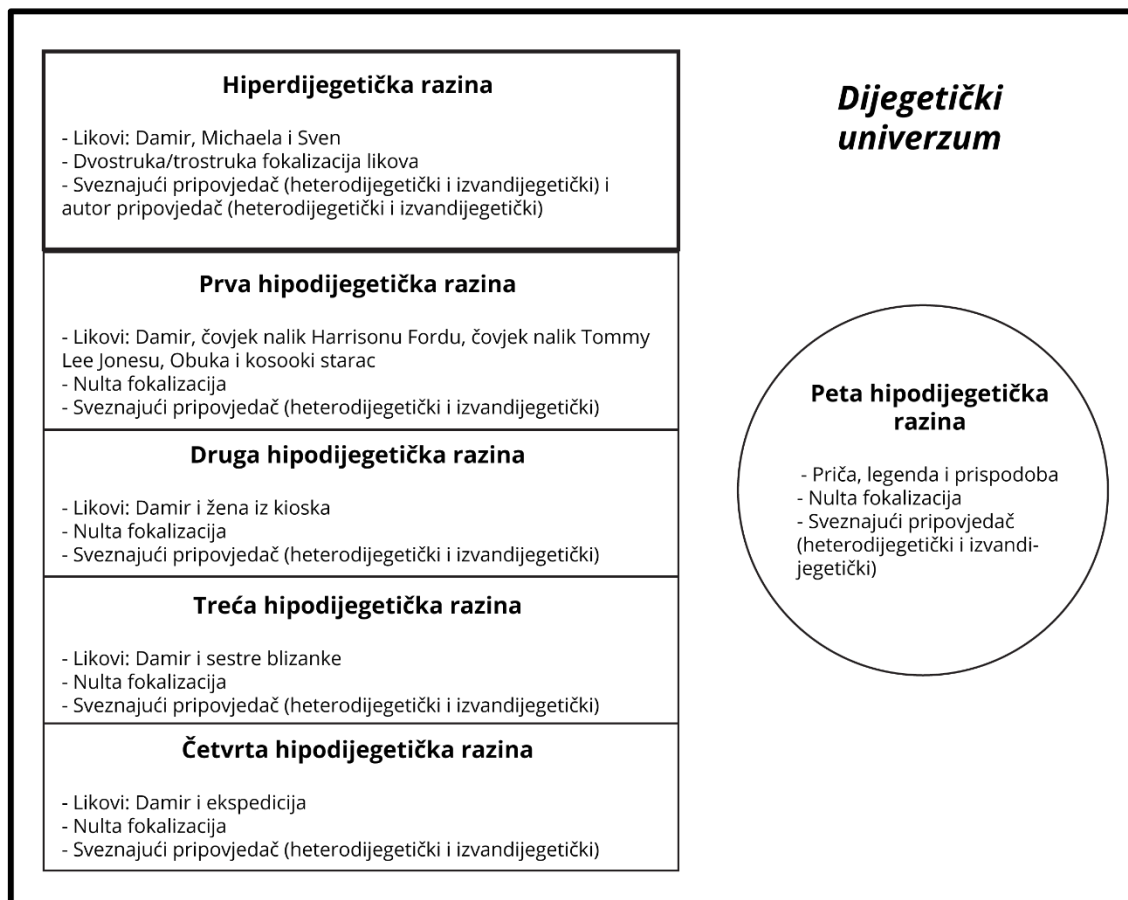 Hiperdijegetička razina
- Likovi: Damir, Michaela i Sven
- Dvostruka/trostruka fokalizacija likova
- Sveznajući pripovjedač (heterodijegetički i izvandijegetički) i
autor pripovjedač (heterodijegetički i izvandijegetički)
Prva hipodijegetička razina
- Likovi: Damir, čovjek nalik Harrisonu Fordu, čovjek nalik Tommy
Lee Jonesu, Obuka i kosooki starac
- Nulta fokalizacija
- Sveznajući pripovjedač (heterodijegetički i izvandijegetički)
Druga hipodijegetička razina
- Likovi: Damir i žena iz kioska
- Nulta fokalizacija
- Sveznajući pripovjedač (heterodijegetički i izvandijegetički)
Treća hipodijegetička razina
- Likovi: Damir i sestre blizanke
- Nulta fokalizacija
- Sveznajući pripovjedač (heterodijegetički i izvandijegetički)
Četvrta hipodijegetička razina
- Likovi: Damir i ekspedicija
- Nulta fokalizacija
- Sveznajući pripovjedač (heterodijegetički i izvandijegetički)
Dijegetički
univerzum
Peta hipodijegetička
razina
- Priča, legenda i prispodoba
- Nulta fokalizacija
- Sveznajući pripovjedač
(heterodijegetički i izvandi-
jegetički)